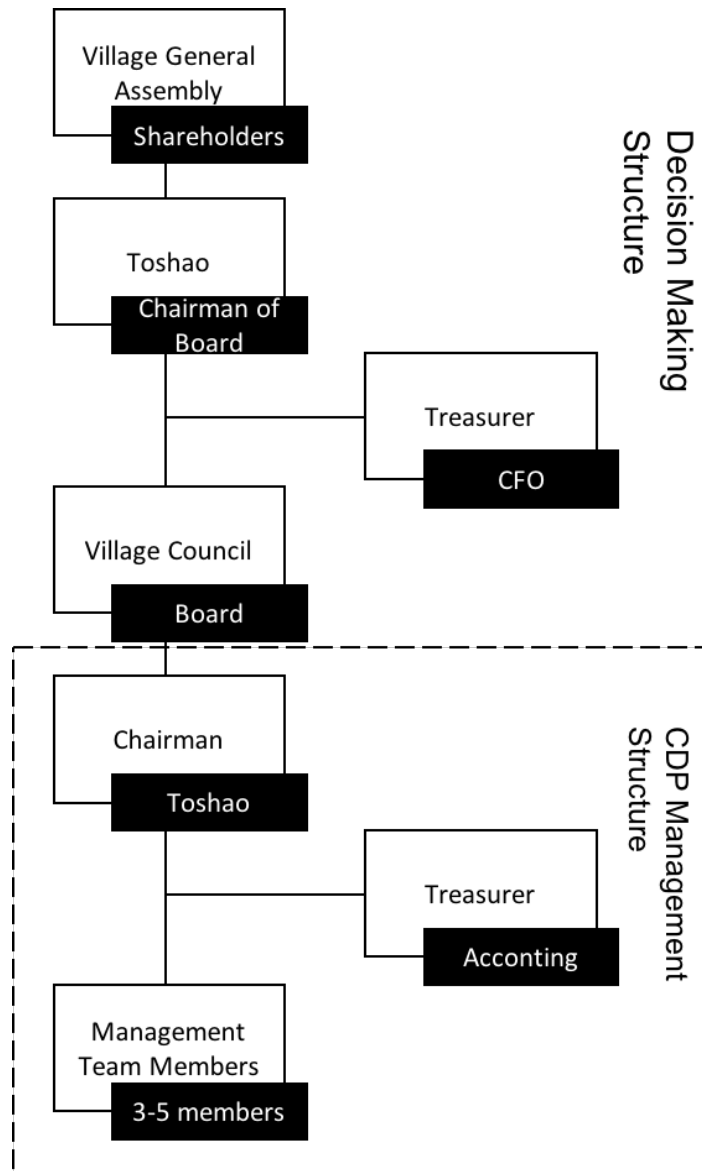 Village General
Assembly
Shareholders
Toshao
Chairman of
Board
Treasurer
CFO
Village Council
Board
Decision Making
Structure
Chairman
Toshao
Treasurer
Acconting
Management
Team Members
3-5 members
CDP Management
Structure